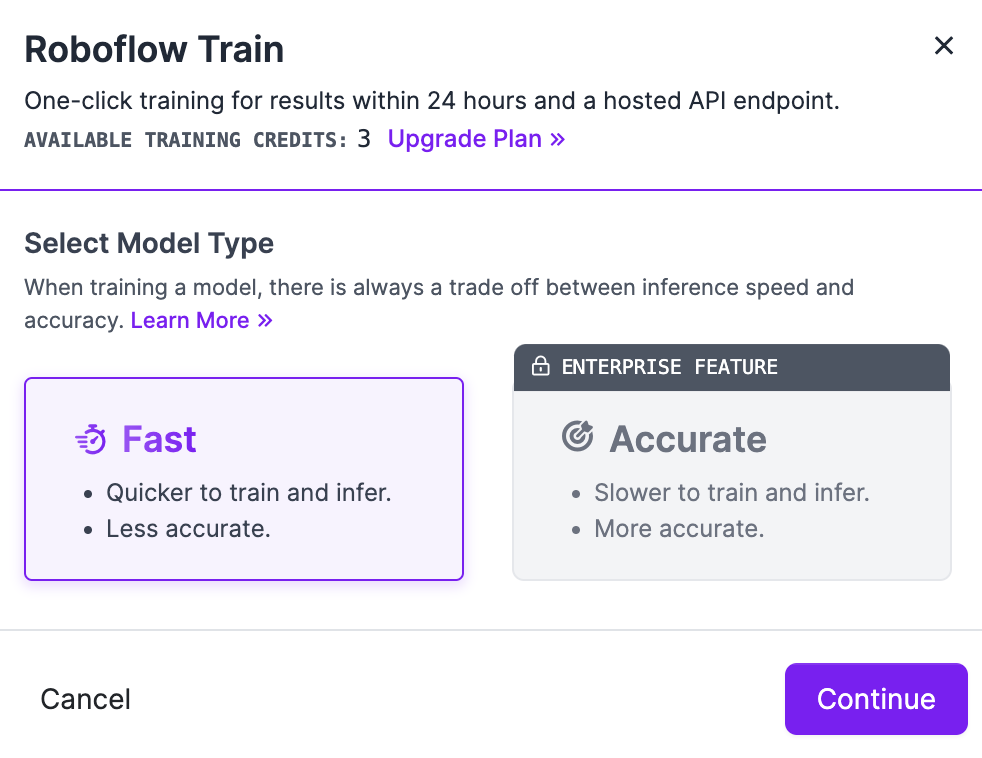 Roboflow Train
One-click training for results within 24 hours and a hosted API endpoint.
AVAILABLE TRAINING CREDITS: 3 Upgrade Plan »
Select Model Type
When training a model, there is always a trade off between inference speed and
accuracy. Learn More »
Fast
• Quicker to train and infer.
• Less accurate.
ENTERPRISE FEATURE
Accurate
• Slower to train and infer.
• More accurate.
Cancel
Continue